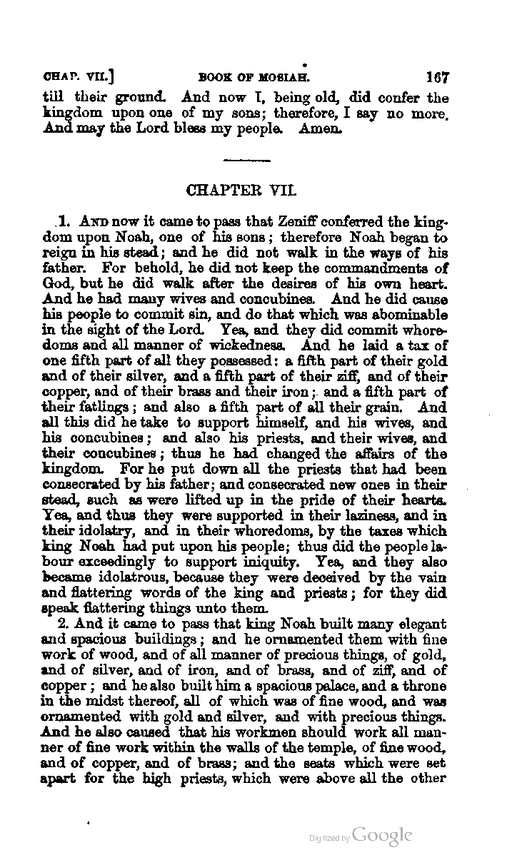 CHAP. VII.] BOOK OF MOSIAH. 167
till their ground. And now I, being old, did confer the
kingdom upon one of my sons; therefore, I say no more.
And may the Lord bless my people. Amen.
CHAPTER VII.
1. AND now it came to pass that Zeniff conferred the king-
dom upon Noah, one of his sons; therefore Noah began to
reign in his stead; and he did not walk in the ways of his
father. For behold, he did not keep the commandments of
God, but he did walk after the desires of his own heart.
And he had many wives and concubines. And he did cause
his people to commit sin, and do that which was abominable
in the sight of the Lord. Yea, and they did commit whore-
doms and all manner of wickedness. And he laid a tax of
one fifth part of all they possessed: a fifth part of their gold
and of their silver, and a fifth part of their ziff, and of their
copper, and of their brass and their iron; and a fifth part of
their fatlings; and also a fifth part of all their grain. And
all this did he take to support himself, and his wives, and
his concubines; and also his priests, and their wives, and
their concubines; thus he had changed the affairs of the
kingdom. For he put down all the priests that had been
consecrated by his father; and consecrated new ones in their
stead, such as were lifted up in the pride of their hearts.
Yea, and thus they were supported in their laziness, and in
their idolatry, and in their whoredoms, by the taxes which
king Noah had put upon his people; thus did the people la-
bour exceedingly to support iniquity. Yea, and they also
became idolatrous, because they were deceived by the vain
and flattering words of the king and priests; for they did
speak flattering things unto them.
2. And it came to pass that king Noah built many elegant
and spacious buildings; and he ornamented them with fine
work of wood, and of all manner of precious things, of gold,
and of silver, and of iron, and of brass, and of ziff, and of
copper; and he also built him a spacious palace, and a throne
in the midst thereof, all of which was of fine wood, and was
ornamented with gold and silver, and with precious things.
And he also caused that his workmen should work all man-
ner of fine work within the walls of the temple, of fine wood,
and of copper, and of brass; and the seats which were set
apart for the high priests, which were above all the other
Digitized by Google